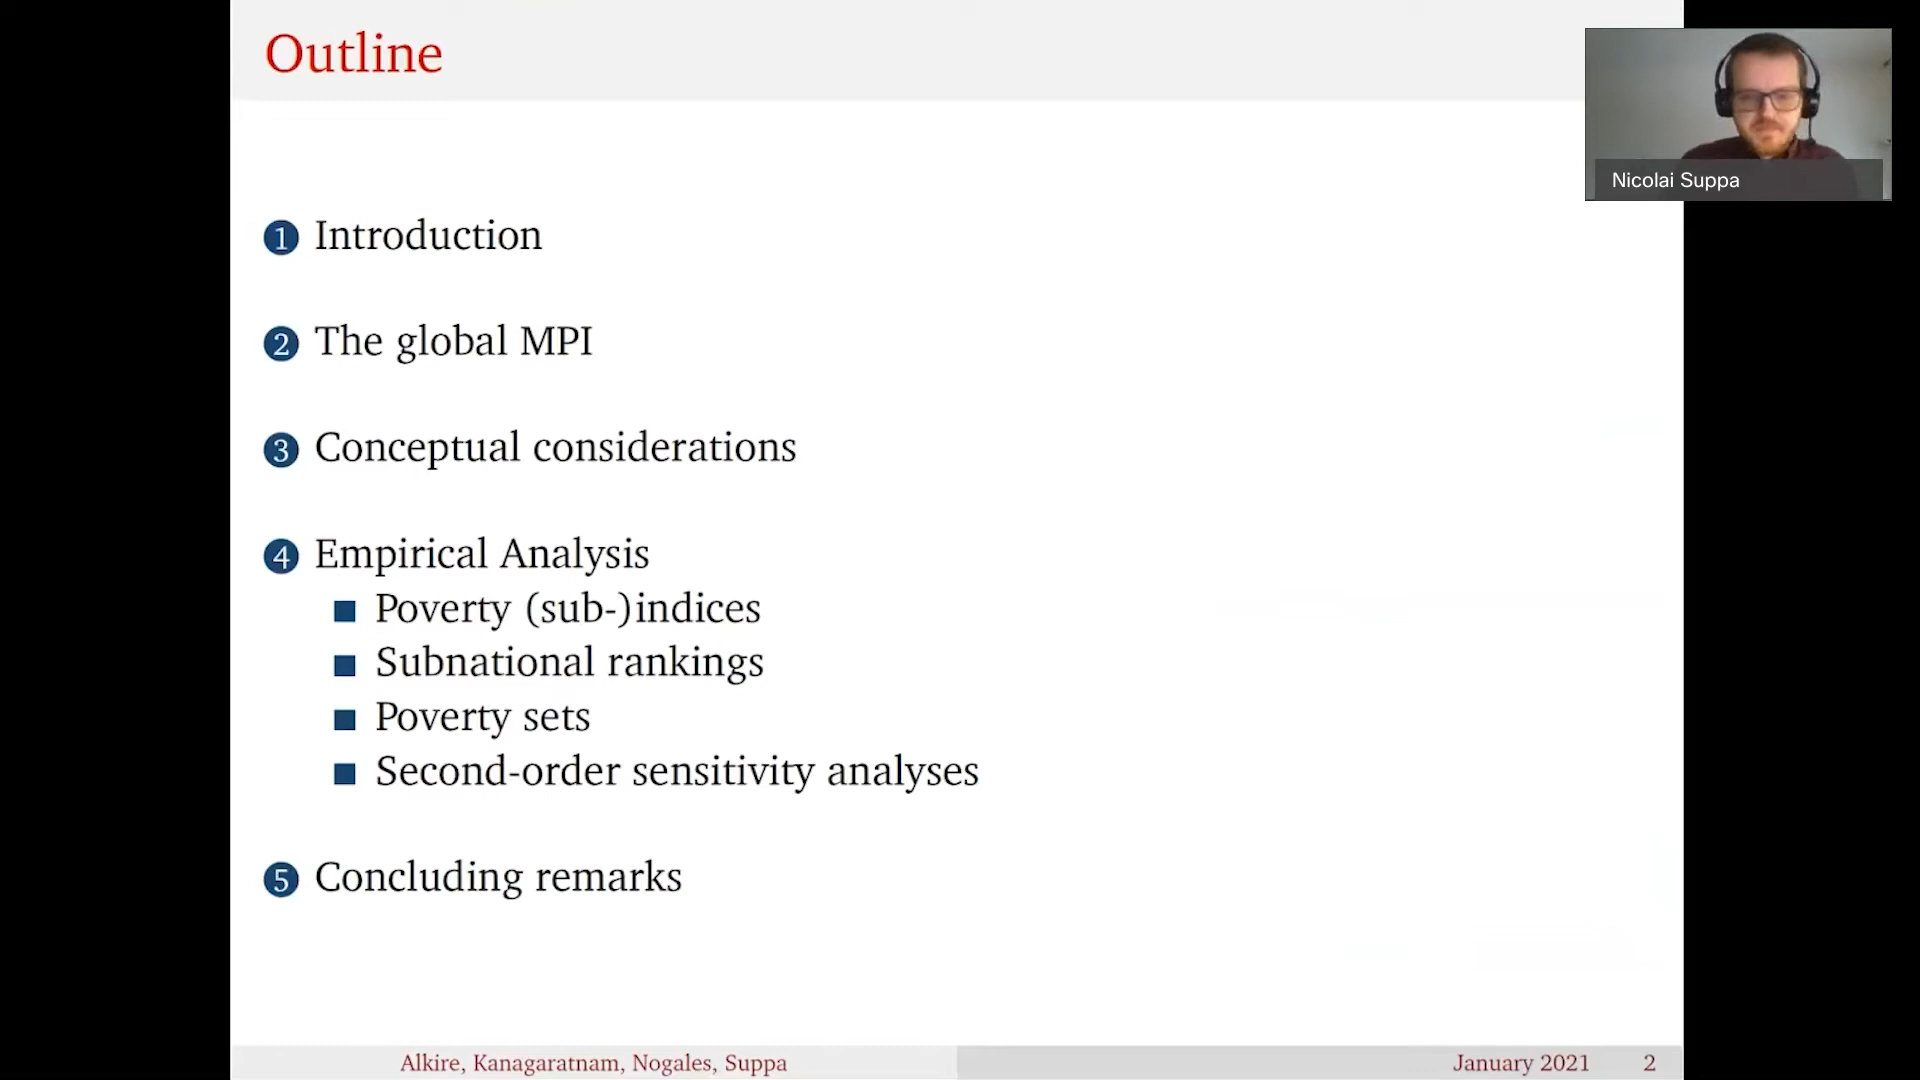 Outline
Nicolai Suppa
1 Introduction
2 The global MPI
3 Conceptual considerations
4 Empirical Analysis
Poverty (sub-)indices
Subnational rankings
Poverty sets
Second-order sensitivity analyses
5 Concluding remarks
Alkire, Kanagaratnam, Nogales, Suppa
January 2021 2